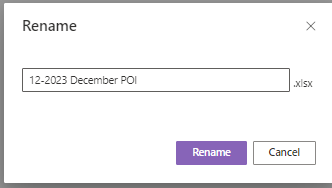 Rename
12-2023 December POI
.xlsx
Rename
Cancel